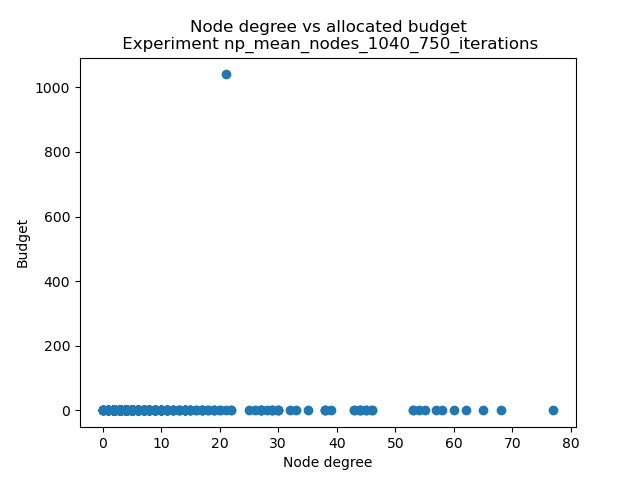 Node degree vs allocated budget
Experiment np_mean_nodes_1040_750_iterations
1000
800
600
400
200
0
Budget
0 10 20 30 40 50 60 70 80
Node degree